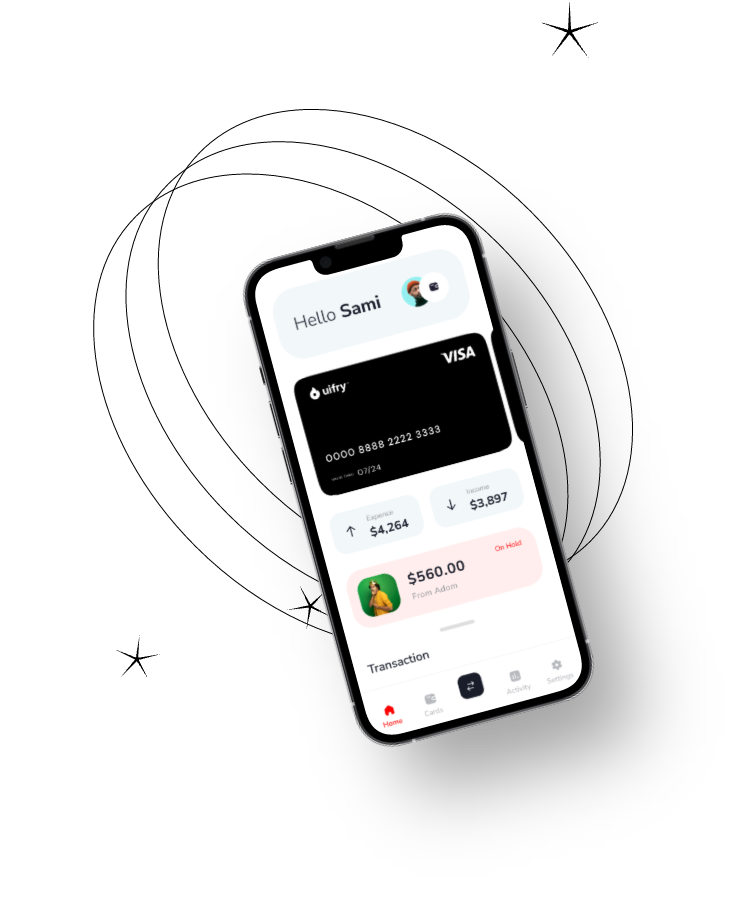 Hello Sami
VISA
uifry
0000 8888 2222 3333
VALID THRU 07/24
Expence
$4,264
Income
$3,897
On Hold
$560.00
From Adom
Transaction
Home
Cards
Activity
Settings